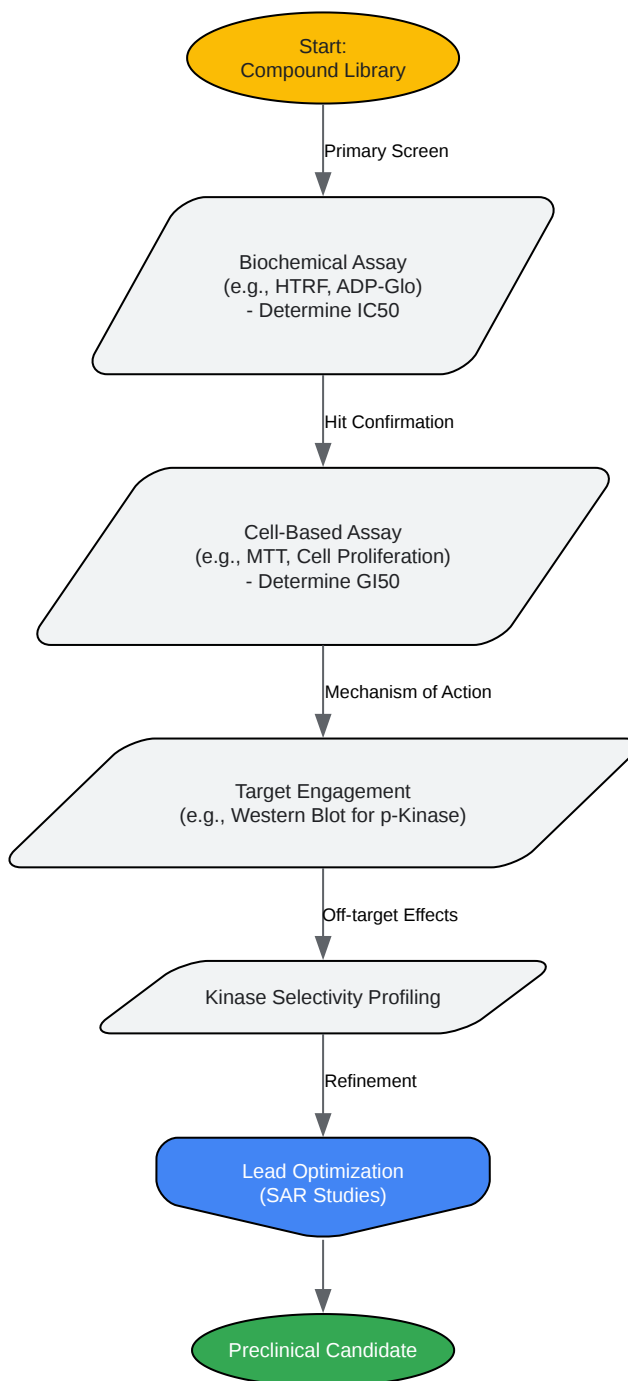 Start:
Compound Library
Primary Screen
Biochemical Assay
(e.g., HTRF, ADP-Glo)
- Determine IC50
Hit Confirmation
Cell-Based Assay
(e.g., MTT, Cell Proliferation)
- Determine GI50
Mechanism of Action
Target Engagement
(e.g., Western Blot for p-Kinase)
Off-target Effects
Kinase Selectivity Profiling
Refinement
Lead Optimization
(SAR Studies)
Preclinical Candidate